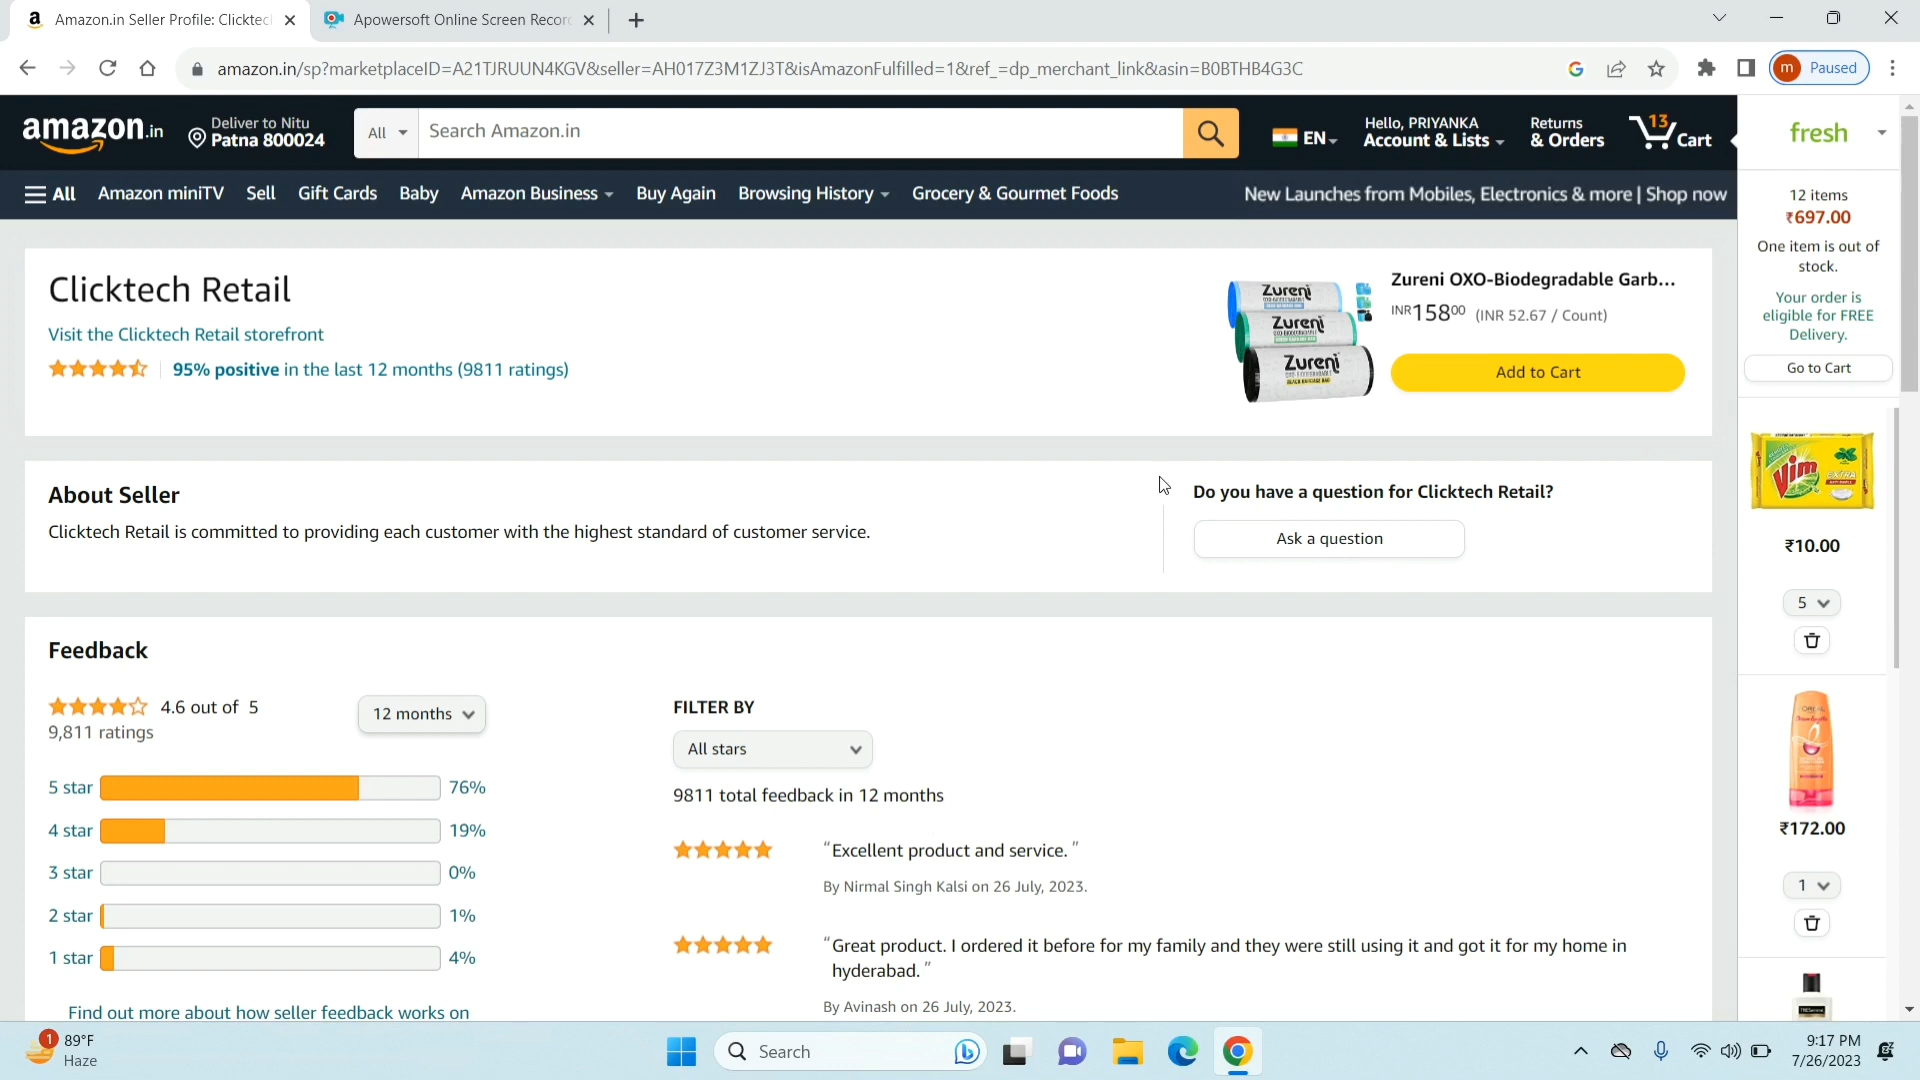 Amazon.in Seller Profile: Clicktec
Apowersoft Online Screen Recor
amazon.in/sp?marketplaceID=A21TJRUUN4KGV&seller=AH017Z3M1ZJ3T&isAmazonFulfilled=1&ref_=dp_merchant_link&asin=B0BTHB4G3C
m Paused
amazon.in
Deliver to Nitu
Patna 800024
All
Search Amazon.in
EN
Hello, PRIYANKA
Account & Lists
Returns
& Orders
13
Cart
fresh
All
Amazon miniTV
Sell
Gift Cards
Baby
Amazon Business
Buy Again
Browsing History
Grocery & Gourmet Foods
New Launches from Mobiles, Electronics & more | Shop now
12 items
₹697.00
One item is out of
stock.
Your order is
eligible for FREE
Delivery.
Go to Cart
Clicktech Retail
Visit the Clicktech Retail storefront
95% positive in the last 12 months (9811 ratings)
Zureni
Zureni
Zureni
Zureni OXO-Biodegradable Garb...
INR15800 (INR 52.67 / Count)
Add to Cart
About Seller
Clicktech Retail is committed to providing each customer with the highest standard of customer service.
Do you have a question for Clicktech Retail?
Ask a question
Vim
EXTRA
₹10.00
5
₹172.00
1
Feedback
4.6 out of 5
9,811 ratings
12 months
5 star 76%
4 star 19%
3 star 0%
2 star 1%
1 star 4%
Find out more about how seller feedback works on
FILTER BY
All stars
9811 total feedback in 12 months
“Excellent product and service.”
By Nirmal Singh Kalsi on 26 July, 2023.
“Great product. I ordered it before for my family and they were still using it and got it for my home in
hyderabad.”
By Avinash on 26 July, 2023.
1
89°F
Haze
Search
9:17 PM
7/26/2023